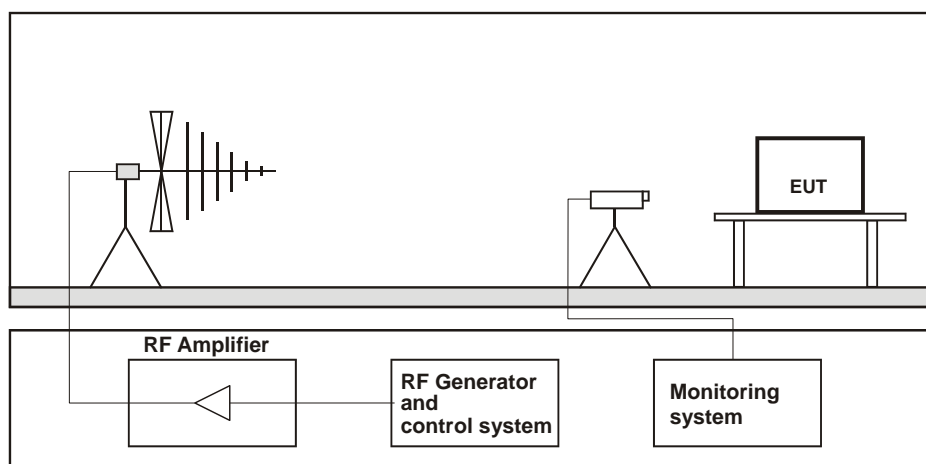 EUT
RF Amplifier
RF Generator
and
control system
Monitoring
system